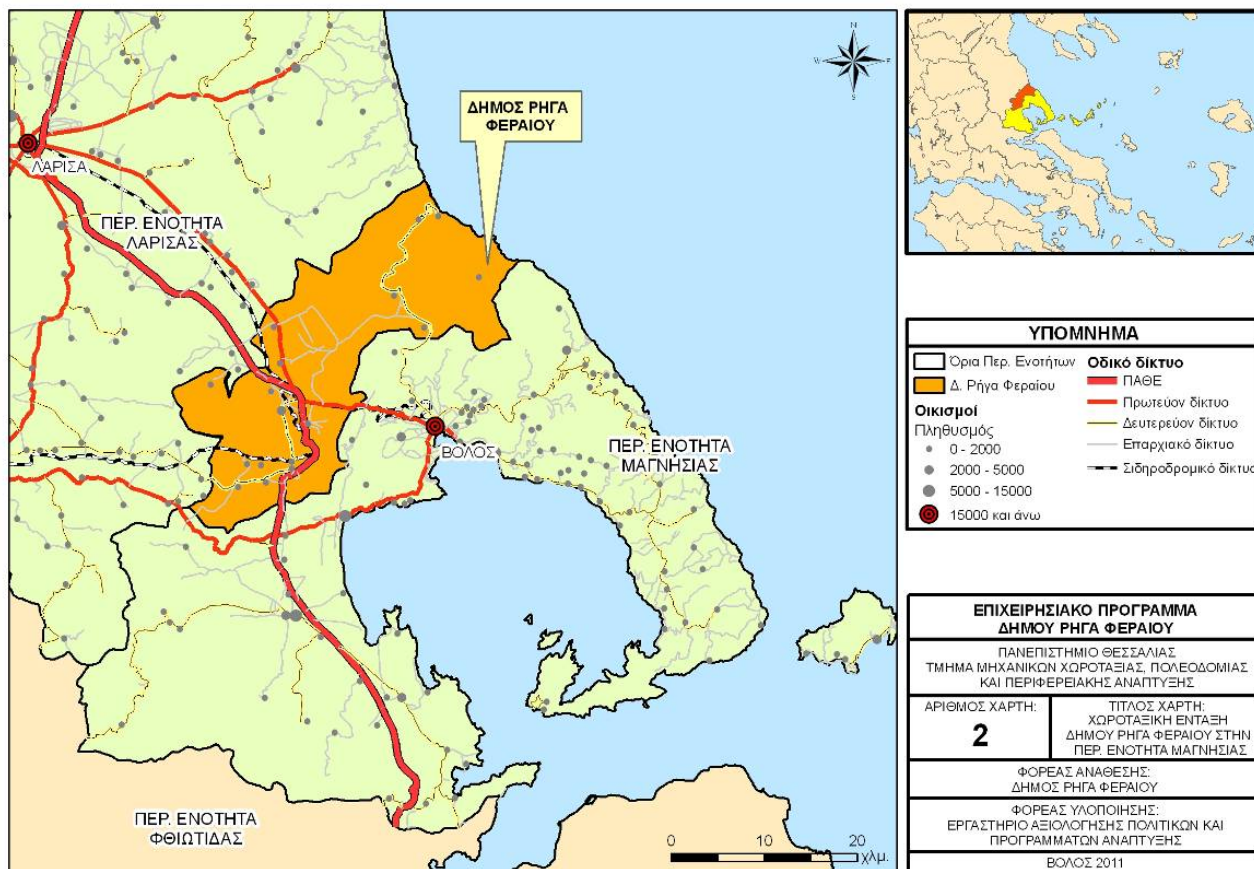 N
W E
S
ΔΗΜΟΣ ΡΗΓΑ
ΦΕΡΑΙΟΥ
ΛΑΡΙΣΑ
ΠΕΡ. ΕΝΟΤΗΤΑ
ΛΑΡΙΣΑΣ
ΒΟΛΟΣ
ΠΕΡ. ΕΝΟΤΗΤΑ
ΜΑΓΝΗΣΙΑΣ
ΠΕΡ. ΕΝΟΤΗΤΑ
ΦΘΙΩΤΙΔΑΣ
0 10 20
χλμ.
ΥΠΟΜΝΗΜΑ
Όρια Περ. Ενοτήτων
Δ. Ρήγα Φεραίου
Οικισμοί
Πληθυσμός
0 - 2000
2000 - 5000
5000 - 15000
15000 και άνω
Οδικό δίκτυο
ΠΑΘΕ
Πρωτεύον δίκτυο
Δευτερεύον δίκτυο
Επαρχιακό δίκτυο
Σιδηροδρομικό δίκτυο
ΕΠΙΧΕΙΡΗΣΙΑΚΟ ΠΡΟΓΡΑΜΜΑ
ΔΗΜΟΥ ΡΗΓΑ ΦΕΡΑΙΟΥ
ΠΑΝΕΠΙΣΤΗΜΙΟ ΘΕΣΣΑΛΙΑΣ
ΤΜΗΜΑ ΜΗΧΑΝΙΚΩΝ ΧΩΡΟΤΑΞΙΑΣ, ΠΟΛΕΟΔΟΜΙΑΣ
ΚΑΙ ΠΕΡΙΦΕΡΕΙΑΚΗΣ ΑΝΑΠΤΥΞΗΣ
ΑΡΙΘΜΟΣ ΧΑΡΤΗ:
2
ΤΙΤΛΟΣ ΧΑΡΤΗ:
ΧΩΡΟΤΑΞΙΚΗ ΕΝΤΑΞΗ
ΔΗΜΟΥ ΡΗΓΑ ΦΕΡΑΙΟΥ ΣΤΗΝ
ΠΕΡ. ΕΝΟΤΗΤΑ ΜΑΓΝΗΣΙΑΣ
ΦΟΡΕΑΣ ΑΝΑΘΕΣΗΣ:
ΔΗΜΟΣ ΡΗΓΑ ΦΕΡΑΙΟΥ
ΦΟΡΕΑΣ ΥΛΟΠΟΙΗΣΗΣ:
ΕΡΓΑΣΤΗΡΙΟ ΑΞΙΟΛΟΓΗΣΗΣ ΠΟΛΙΤΙΚΩΝ ΚΑΙ
ΠΡΟΓΡΑΜΜΑΤΩΝ ΑΝΑΠΤΥΞΗΣ
ΒΟΛΟΣ 2011